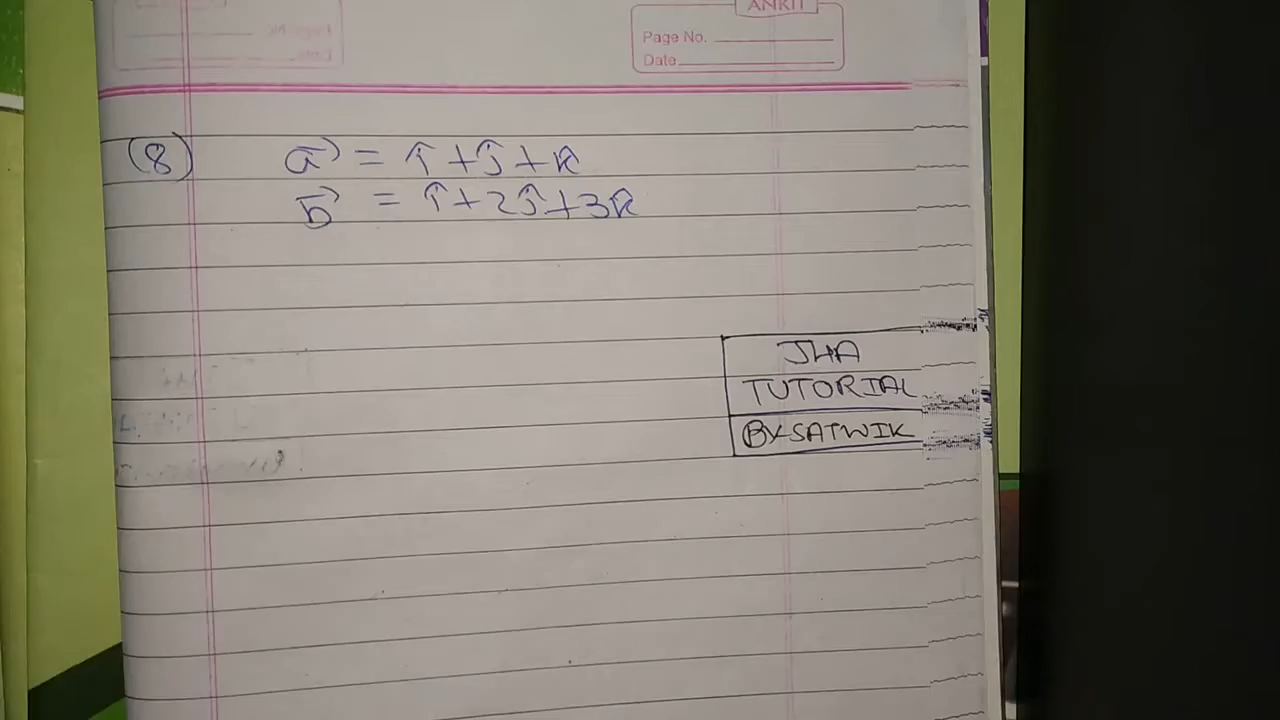 ANKIT
Page No.
Date
(8) a⃗ = î + ĵ + k̂
b⃗ = î + 2ĵ + 3k̂
JHA
TUTORIAL
BY-SATWIK